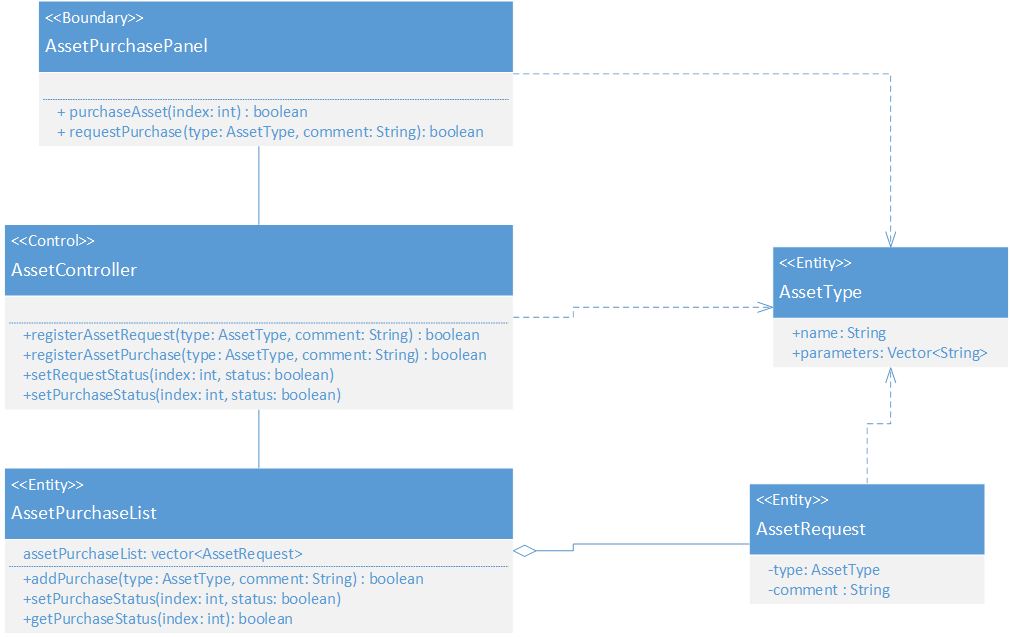 <<Boundary>>
AssetPurchasePanel
+ purchaseAsset(index: int) : boolean
+ requestPurchase(type: AssetType, comment: String): boolean
<<Control>>
AssetController
+registerAssetRequest(type: AssetType, comment: String) : boolean
+registerAssetPurchase(type: AssetType, comment: String) : boolean
+setRequestStatus(index: int, status: boolean)
+setPurchaseStatus(index: int, status: boolean)
<<Entity>>
AssetType
+name: String
+parameters: Vector<String>
<<Entity>>
AssetPurchaseList
assetPurchaseList: vector<AssetRequest>
+addPurchase(type: AssetType, comment: String) : boolean
+setPurchaseStatus(index: int, status: boolean)
+getPurchaseStatus(index: int): boolean
<<Entity>>
AssetRequest
-type: AssetType
-comment : String